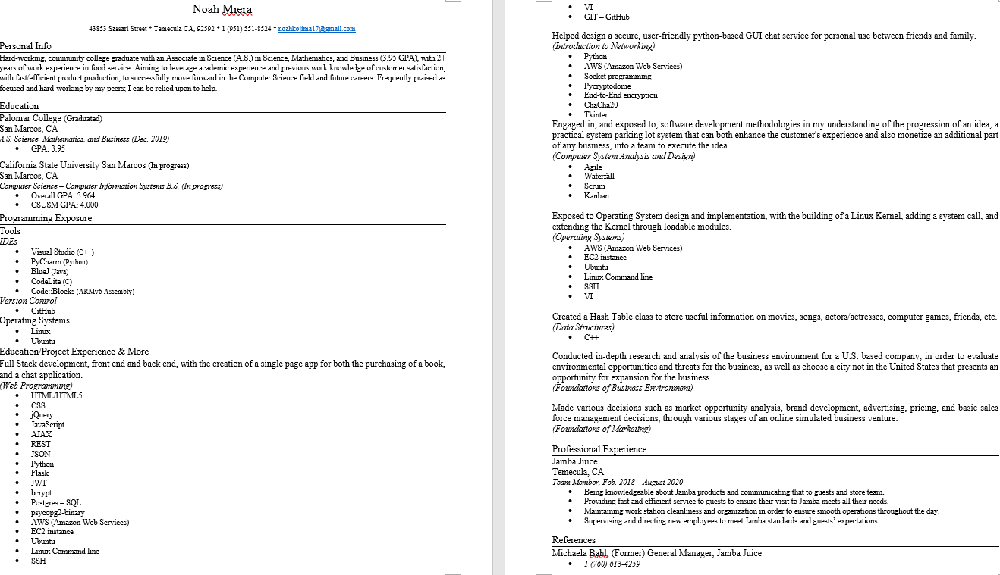 Noah Miera
43853 Sassari Street * Temecula CA, 92592 * 1 (951) 551-8524 * noahkojima17@gmail.com
Personal Info
Hard-working, community college graduate with an Associate in Science (A.S.) in Science, Mathematics, and Business (3.95 GPA), with 2+
years of work experience in food service. Aiming to leverage academic experience and previous work knowledge of customer satisfaction,
with fast/efficient product production, to successfully move forward in the Computer Science field and future careers. Frequently praised as
focused and hard-working by my peers; I can be relied upon to help.
Education
Palomar College (Graduated)
San Marcos, CA
A.S. Science, Mathematics, and Business (Dec. 2019)
• GPA: 3.95
California State University San Marcos (In progress)
San Marcos, CA
Computer Science – Computer Information Systems B.S. (In progress)
• Overall GPA: 3.964
• CSUSM GPA: 4.000
Programming Exposure
Tools
IDEs
• Visual Studio (C++)
• PyCharm (Python)
• BlueJ (Java)
• CodeLite (C)
• Code::Blocks (ARMv6 Assembly)
Version Control
• GitHub
Operating Systems
• Linux
• Ubuntu
Education/Project Experience & More
Full Stack development, front end and back end, with the creation of a single page app for both the purchasing of a book,
and a chat application.
(Web Programming)
• HTML/HTML5
• CSS
• jQuery
• JavaScript
• AJAX
• REST
• JSON
• Python
• Flask
• JWT
• bcrypt
• Postgres – SQL
• psycopg2-binary
• AWS (Amazon Web Services)
• EC2 instance
• Ubuntu
• Linux Command line
• SSH
• VI
• GIT – GitHub
Helped design a secure, user-friendly python-based GUI chat service for personal use between friends and family.
(Introduction to Networking)
• Python
• AWS (Amazon Web Services)
• Socket programming
• Pycryptodome
• End-to-End encryption
• ChaCha20
• Tkinter
Engaged in, and exposed to, software development methodologies in my understanding of the progression of an idea, a
practical system parking lot system that can both enhance the customer's experience and also monetize an additional part
of any business, into a team to execute the idea.
(Computer System Analysis and Design)
• Agile
• Waterfall
• Scrum
• Kanban
Exposed to Operating System design and implementation, with the building of a Linux Kernel, adding a system call, and
extending the Kernel through loadable modules.
(Operating Systems)
• AWS (Amazon Web Services)
• EC2 instance
• Ubuntu
• Linux Command line
• SSH
• VI
Created a Hash Table class to store useful information on movies, songs, actors/actresses, computer games, friends, etc.
(Data Structures)
• C++
Conducted in-depth research and analysis of the business environment for a U.S. based company, in order to evaluate
environmental opportunities and threats for the business, as well as choose a city not in the United States that presents an
opportunity for expansion for the business.
(Foundations of Business Environment)
Made various decisions such as market opportunity analysis, brand development, advertising, pricing, and basic sales
force management decisions, through various stages of an online simulated business venture.
(Foundations of Marketing)
Professional Experience
Jamba Juice
Temecula, CA
Team Member, Feb. 2018 – August 2020
• Being knowledgeable about Jamba products and communicating that to guests and store team.
• Providing fast and efficient service to guests to ensure their visit to Jamba meets all their needs.
• Maintaining work station cleanliness and organization in order to ensure smooth operations throughout the day.
• Supervising and directing new employees to meet Jamba standards and guests' expectations.
References
Michaela Bahl, (Former) General Manager, Jamba Juice
• 1 (760) 613-4259